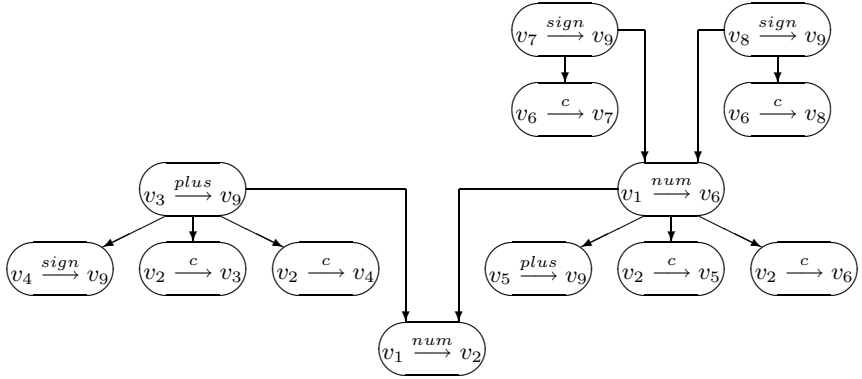 v₇ —sign→ v₉ v₈ —sign→ v₉
v₆ —c→ v₇ v₆ —c→ v₈
v₃ —plus→ v₉ v₁ —num→ v₆
v₄ —sign→ v₉ v₂ —c→ v₃ v₂ —c→ v₄ v₅ —plus→ v₉ v₂ —c→ v₅ v₂ —c→ v₆
v₁ —num→ v₂